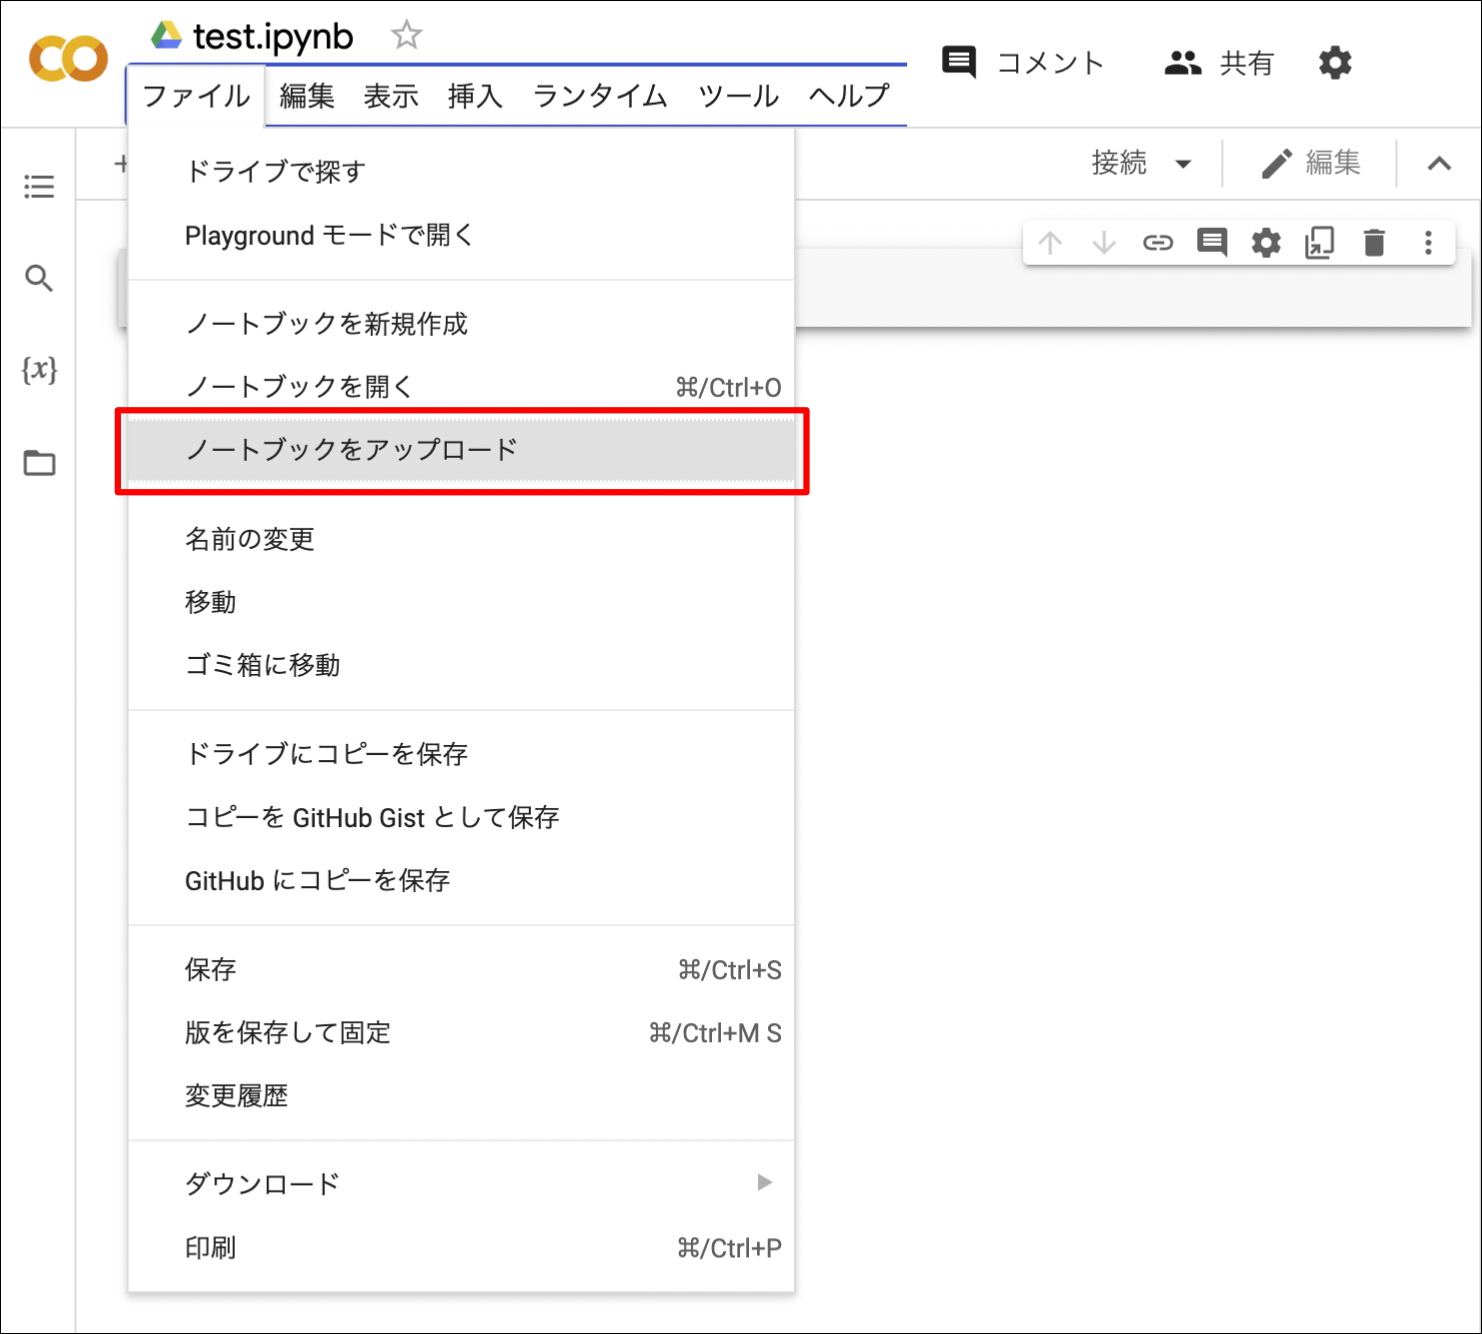 test.ipynb
コメント 共有
ファイル 編集 表示 挿入 ランタイム ツール ヘルプ
+
接続 編集
ドライブで探す
Playground モードで開く
ノートブックを新規作成
ノートブックを開く ⌘/Ctrl+O
ノートブックをアップロード
名前の変更
移動
ゴミ箱に移動
ドライブにコピーを保存
コピーを GitHub Gist として保存
GitHub にコピーを保存
保存 ⌘/Ctrl+S
版を保存して固定 ⌘/Ctrl+M S
変更履歴
ダウンロード
印刷 ⌘/Ctrl+P
{x}